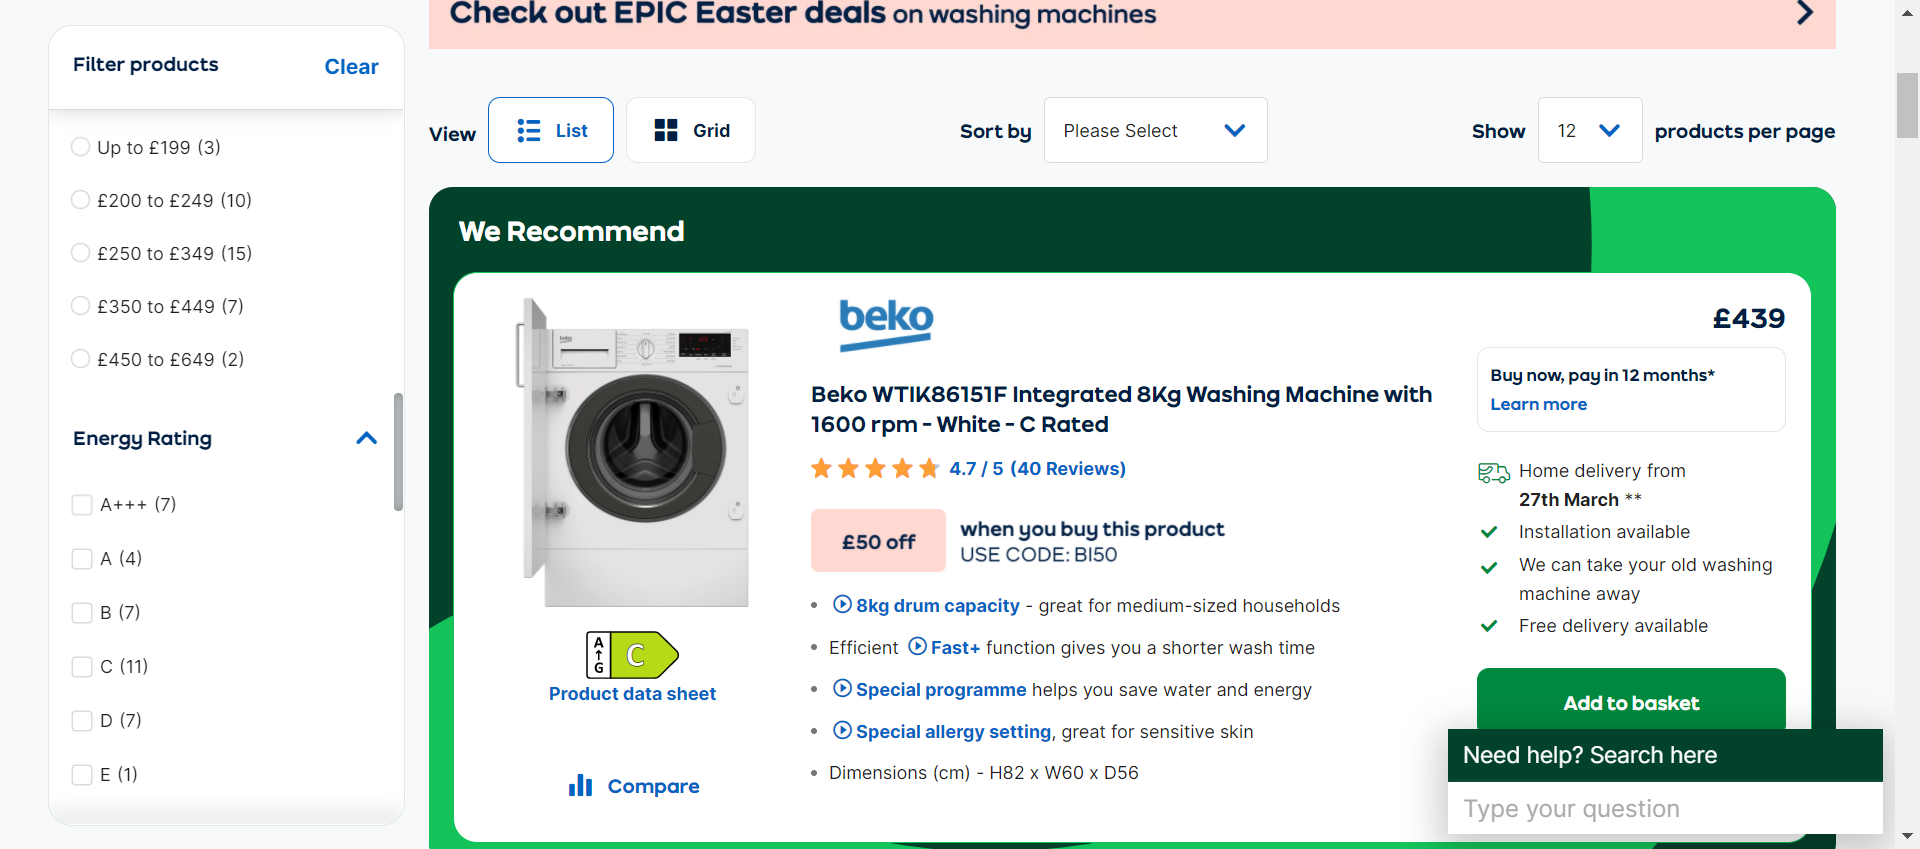 Check out EPIC Easter deals on washing machines
Filter products
Clear
Up to £199 (3)
£200 to £249 (10)
£250 to £349 (15)
£350 to £449 (7)
£450 to £649 (2)
Energy Rating
A+++ (7)
A (4)
B (7)
C (11)
D (7)
E (1)
View
List
Grid
Sort by
Please Select
Show
12
products per page
We Recommend
beko
Beko WTIK86151F Integrated 8Kg Washing Machine with
1600 rpm - White - C Rated
4.7 / 5 (40 Reviews)
£50 off
when you buy this product
USE CODE: BI50
• 8kg drum capacity - great for medium-sized households
• Efficient Fast+ function gives you a shorter wash time
• Special programme helps you save water and energy
• Special allergy setting, great for sensitive skin
• Dimensions (cm) - H82 x W60 x D56
A
G
C
Product data sheet
Compare
£439
Buy now, pay in 12 months*
Learn more
Home delivery from
27th March **
Installation available
We can take your old washing
machine away
Free delivery available
Add to basket
Need help? Search here
Type your question